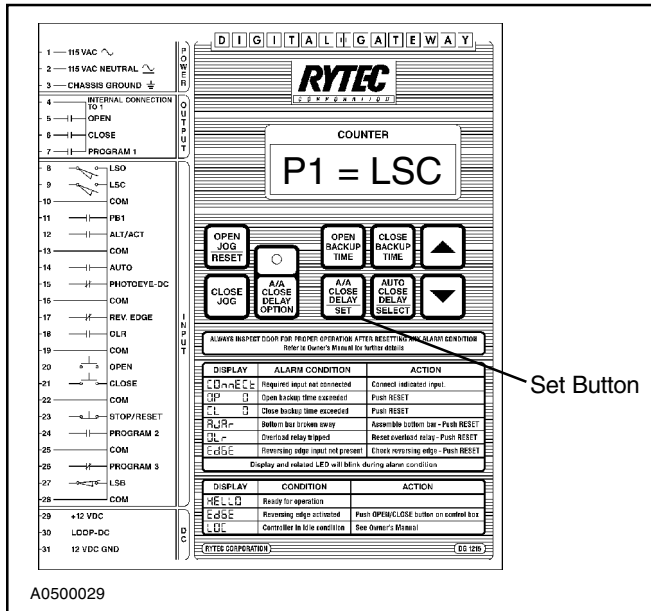 DIGITAL GATEWAY
RYTEC
CORPORATION
COUNTER
P1 = LSC
1 115 VAC
2 115 VAC NEUTRAL
3 CHASSIS GROUND
POWER
4 INTERNAL CONNECTION
TO 1
5 OPEN
6 CLOSE
7 PROGRAM 1
OUTPUT
8 LSO
9 LSC
10 COM
11 PB1
12 ALT/ACT
13 COM
14 AUTO
15 PHOTOEYE-DC
16 COM
17 REV. EDGE
18 OLR
19 COM
20 OPEN
21 CLOSE
22 COM
23 STOP/RESET
24 PROGRAM 2
25 COM
26 PROGRAM 3
27 LSB
28 COM
INPUT
29 +12 VDC
30 LOOP-DC
31 12 VDC GND
DC
OPEN
JOG
RESET
OPEN
BACKUP
TIME
CLOSE
BACKUP
TIME
CLOSE
JOG
A/A
CLOSE
DELAY
OPTION
A/A
CLOSE
DELAY
SET
AUTO
CLOSE
DELAY
SELECT
Set Button
ALWAYS INSPECT DOOR FOR PROPER OPERATION AFTER RESETTING ANY ALARM CONDITION
Refer to Owner's Manual for further details
DISPLAY ALARM CONDITION ACTION
COnnECt Required input not connected Connect indicated input.
OP 0 Open backup time exceeded Push RESET
CL 0 Close backup time exceeded Push RESET
AJAr Bottom bar broken away Assemble bottom bar - Push RESET
OLr Overload relay tripped Reset overload relay - Push RESET
EdGE Reversing edge input not present Check reversing edge - Push RESET
Display and related LED will blink during alarm condition
DISPLAY CONDITION ACTION
HELLO Ready for operation
EdGE Reversing edge activated Push OPEN/CLOSE button on control box
LOC Controller in idle condition See Owner's Manual
RYTEC CORPORATION DG 1215
A0500029